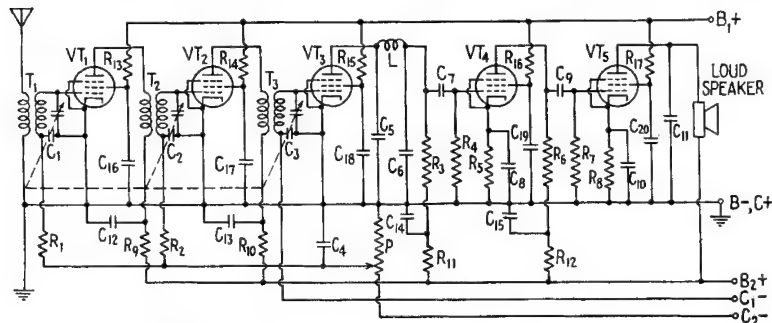 B₁+
VT₁ R₁₃ VT₂ R₁₄ VT₃ R₁₅ L VT₄ R₁₆ VT₅ R₁₇
LOUD SPEAKER
T₁ T₂ T₃ C₇ C₉
C₁ C₂ C₃ C₅ C₆ R₃ R₄ R₅ C₈ C₁₉ R₆ R₇ R₈ C₁₀ C₂₀ C₁₁
C₁₆ C₁₇ C₁₈
B-,C+
R₁ C₁₂ R₉ R₂ C₁₃ R₁₀ C₄ P C₁₄ R₁₁ C₁₅ R₁₂
B₂+
C₁-
C₂-